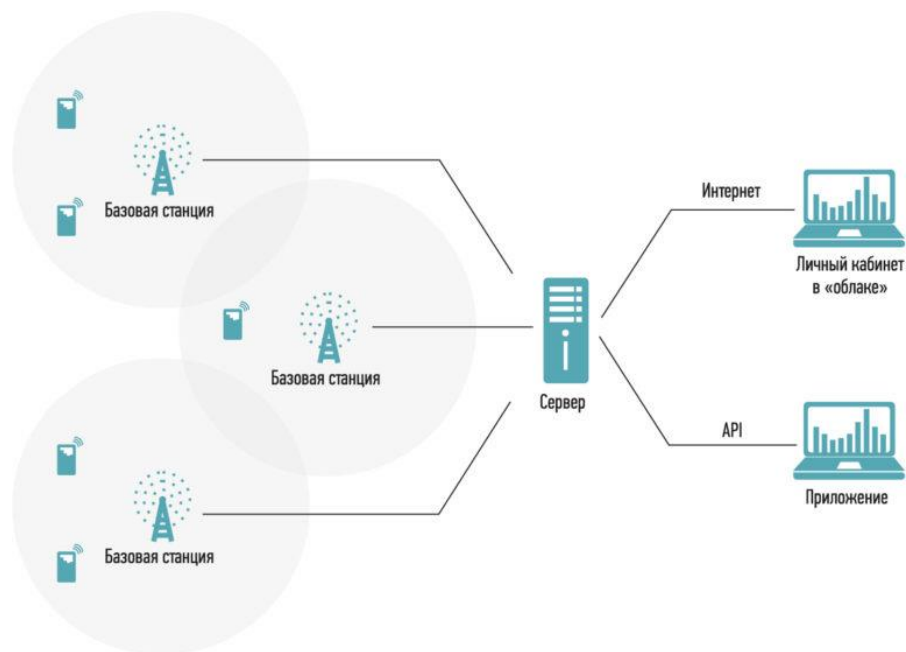 Базовая станция
Базовая станция
Базовая станция
Сервер
Интернет
Личный кабинет
в «облаке»
API
Приложение